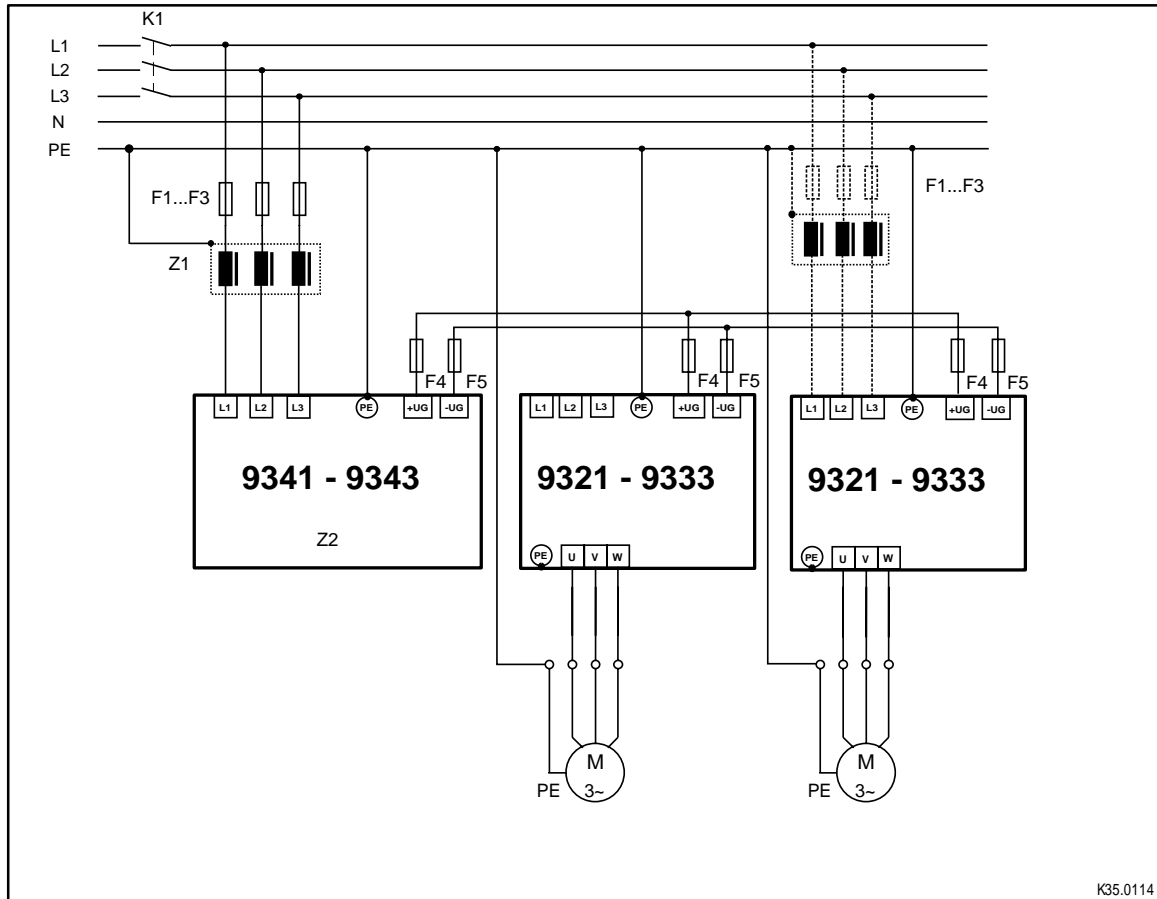 K1
L1
L2
L3
N
PE
F1...F3
F1...F3
Z1
F4 F5
F4 F5
F4 F5
L1 L2 L3 PE +UG -UG
L1 L2 L3 PE +UG -UG
L1 L2 L3 PE +UG -UG
9341 - 9343
9321 - 9333
9321 - 9333
Z2
PE U V W
PE U V W
M
3~
PE
M
3~
PE
K35.0114